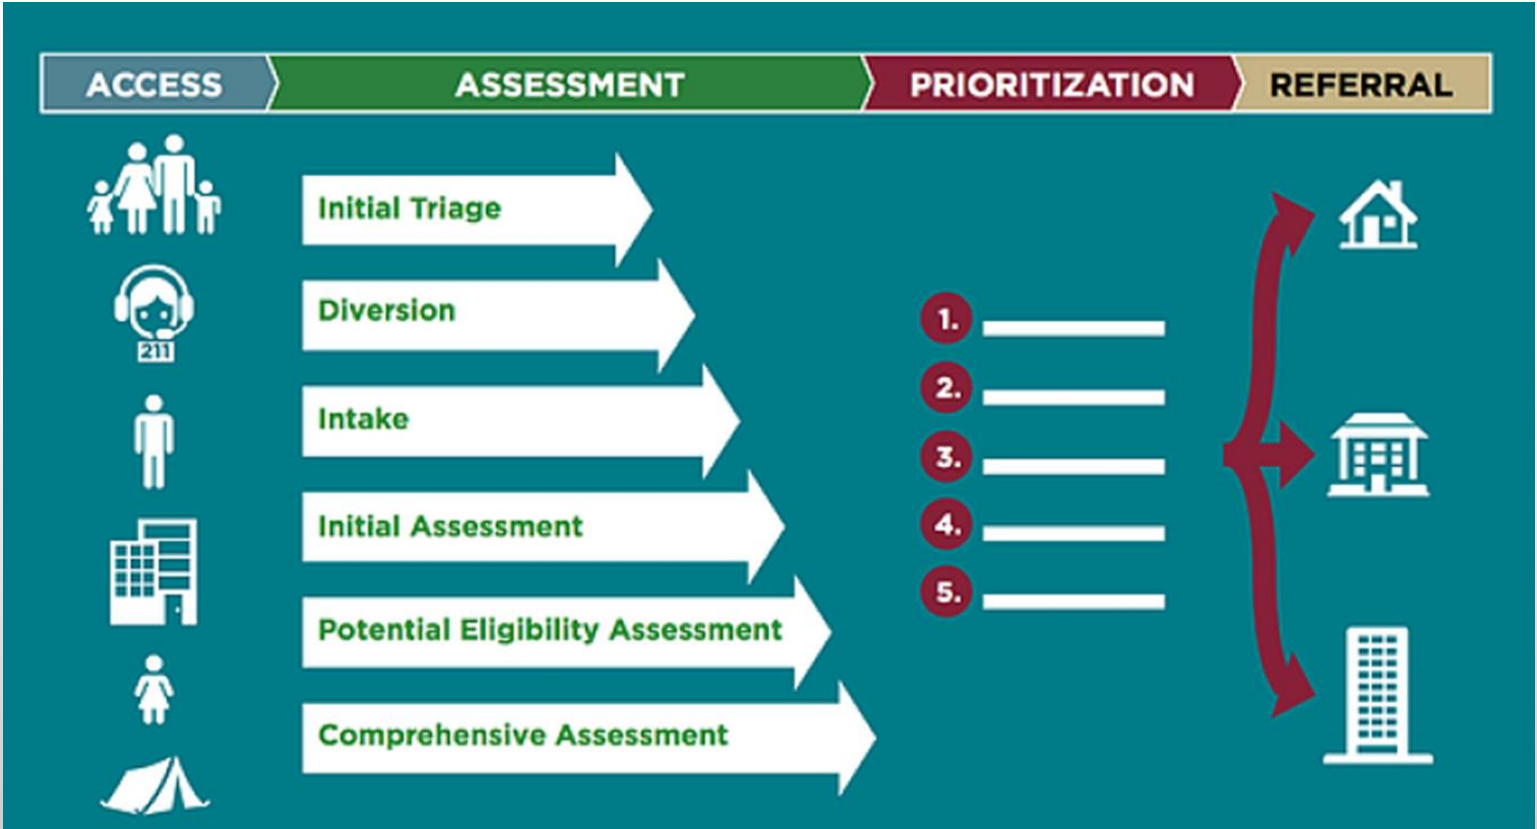 ACCESS
ASSESSMENT
PRIORITIZATION
REFERRAL
Initial Triage
Diversion
211
Intake
Initial Assessment
Potential Eligibility Assessment
Comprehensive Assessment
1.
2.
3.
4.
5.